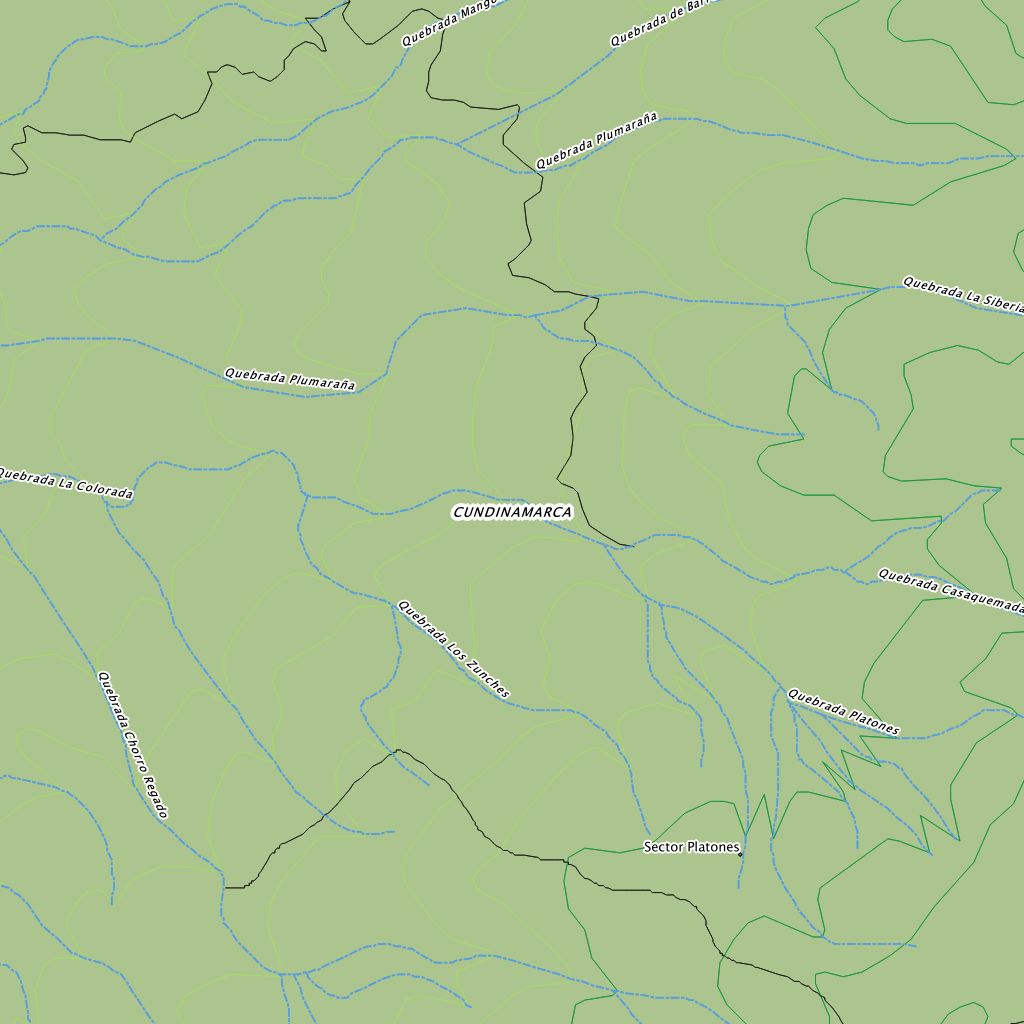 Quebrada Mango
Quebrada de Barr
Quebrada Plumaraña
Quebrada La Siberia
Quebrada Plumaraña
Quebrada La Colorada
CUNDINAMARCA
Quebrada Casaquemada
Quebrada Los Zunches
Quebrada Chorro Regado
Quebrada Platones
Sector Platones